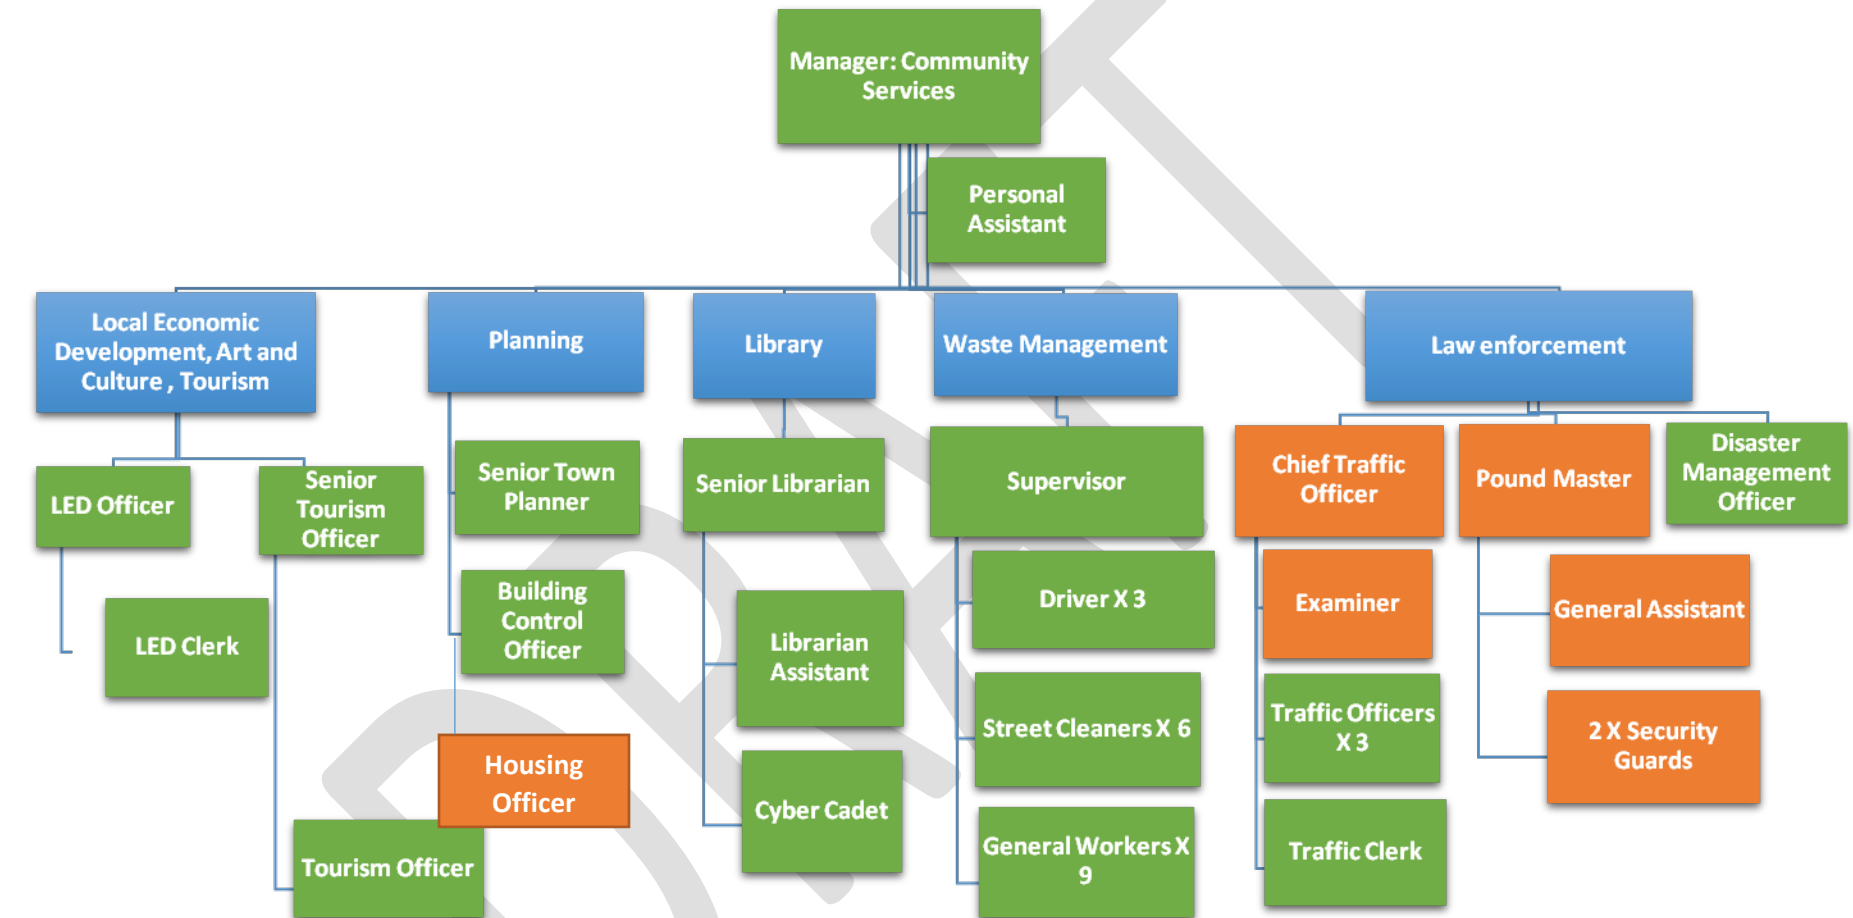 Manager: Community
Services
Personal
Assistant
Local Economic
Development, Art and
Culture , Tourism
Planning
Library
Waste Management
Law enforcement
LED Officer
Senior
Tourism
Officer
LED Clerk
Tourism Officer
Senior Town
Planner
Building
Control
Officer
Housing
Officer
Senior Librarian
Librarian
Assistant
Cyber Cadet
Supervisor
Driver X 3
Street Cleaners X 6
General Workers X
9
Chief Traffic
Officer
Examiner
Traffic Officers
X 3
Traffic Clerk
Pound Master
General Assistant
2 X Security
Guards
Disaster
Management
Officer
DRAFT